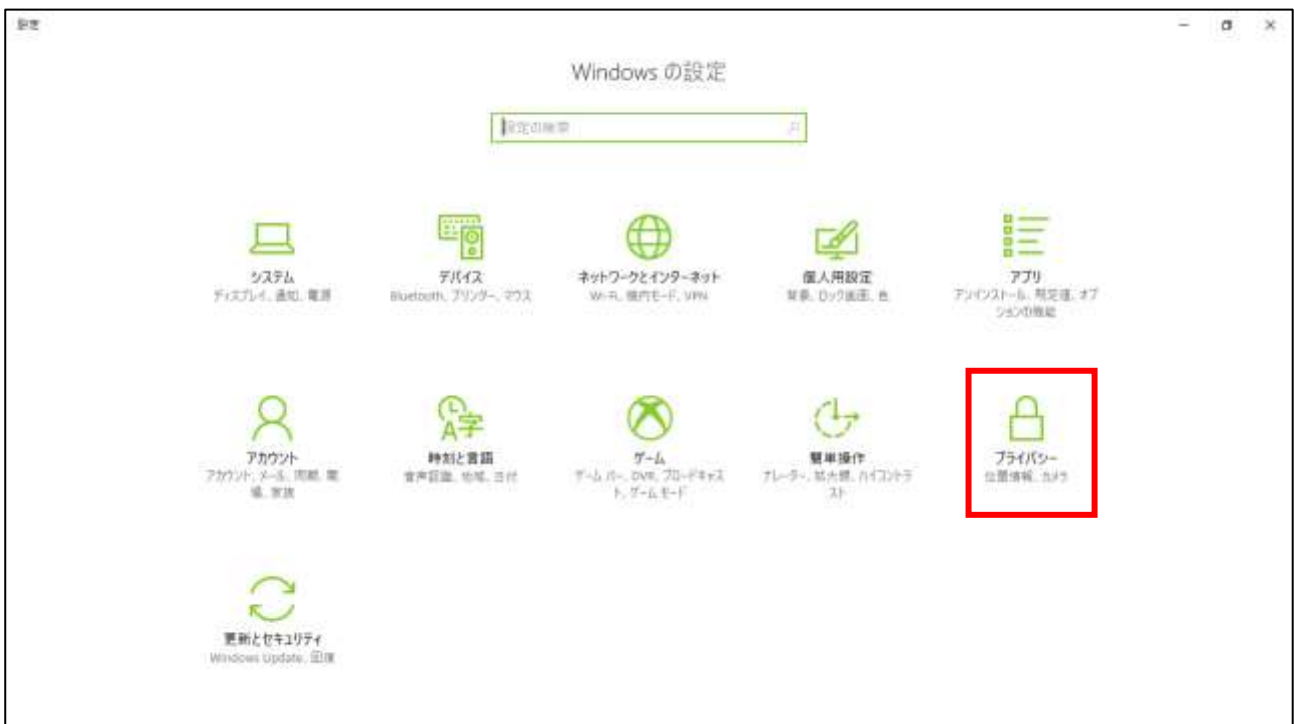 設定
Windows の設定
設定の検索
システム
ディスプレイ、通知、電源
デバイス
Bluetooth、プリンター、マウス
ネットワークとインターネット
Wi-Fi、機内モード、VPN
個人用設定
背景、ロック画面、色
アプリ
アンインストール、既定値、オプ
ションの機能
アカウント
アカウント、メール、同期、職
場、家族
時刻と言語
音声認識、地域、日付
ゲーム
ゲーム バー、DVR、ブロードキャス
ト、ゲーム モード
簡単操作
ナレーター、拡大鏡、ハイコントラ
スト
プライバシー
位置情報、カメラ
更新とセキュリティ
Windows Update、回復